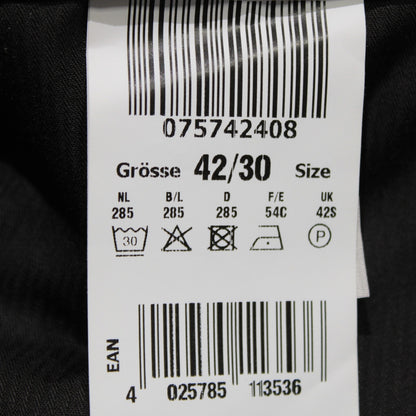 075742408
Grösse 42/30 Size
NL B/L D F/E UK
285 285 285 54C 42S
30 P
EAN
4 025785 113536